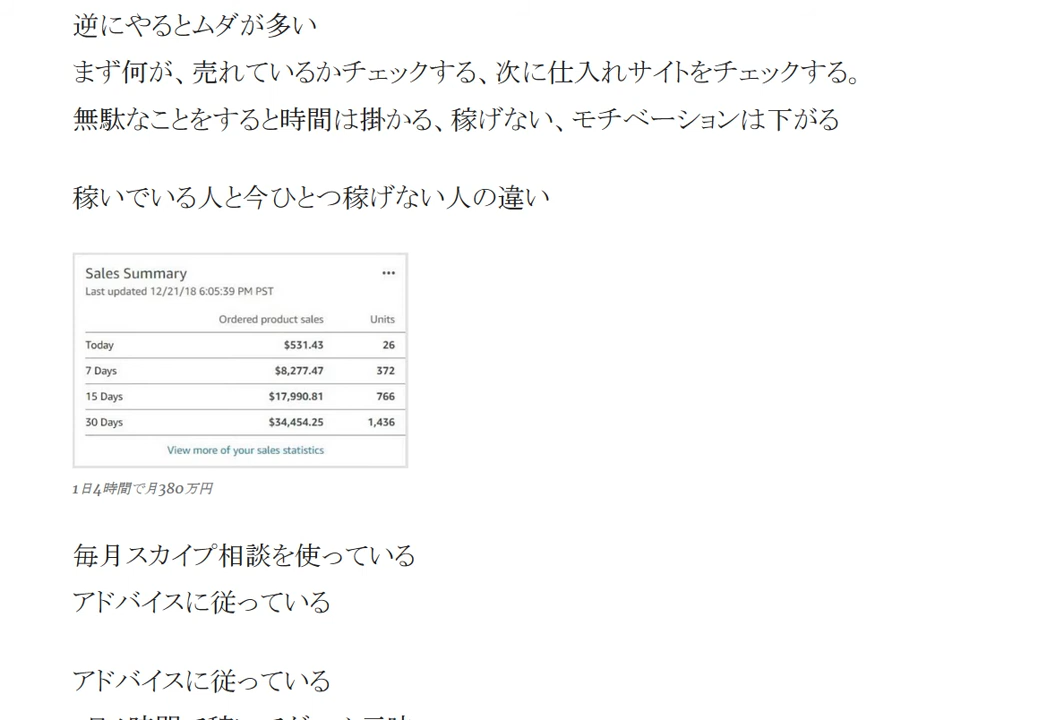 逆にやるとムダが多い
まず何が、売れているかチェックする、次に仕入れサイトをチェックする。
無駄なことをすると時間は掛かる、稼げない、モチベーションは下がる
稼いでいる人と今ひとつ稼げない人の違い
Sales Summary •••
Last updated 12/21/18 6:05:39 PM PST
Ordered product sales Units
Today $531.43 26
7 Days $8,277.47 372
15 Days $17,990.81 766
30 Days $34,454.25 1,436
View more of your sales statistics
1日4時間で月380万円
毎月スカイプ相談を使っている
アドバイスに従っている
アドバイスに従っている